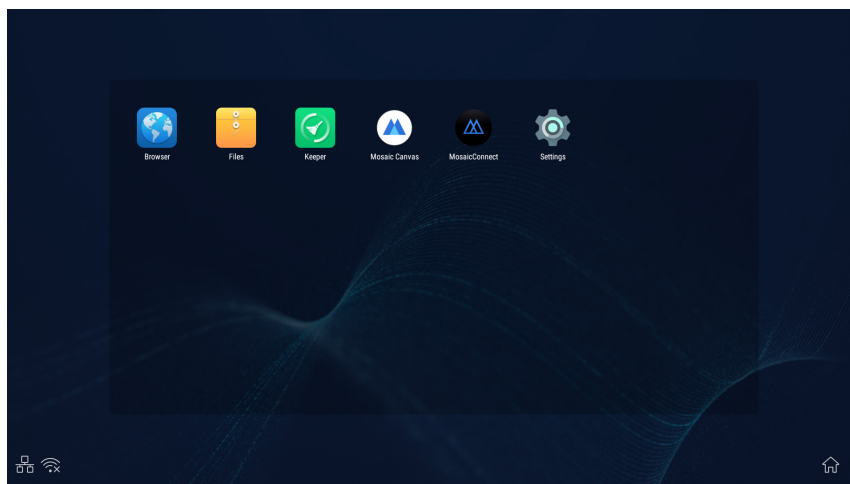 Browser
Files
Keeper
Mosaic Canvas
MosaicConnect
Settings